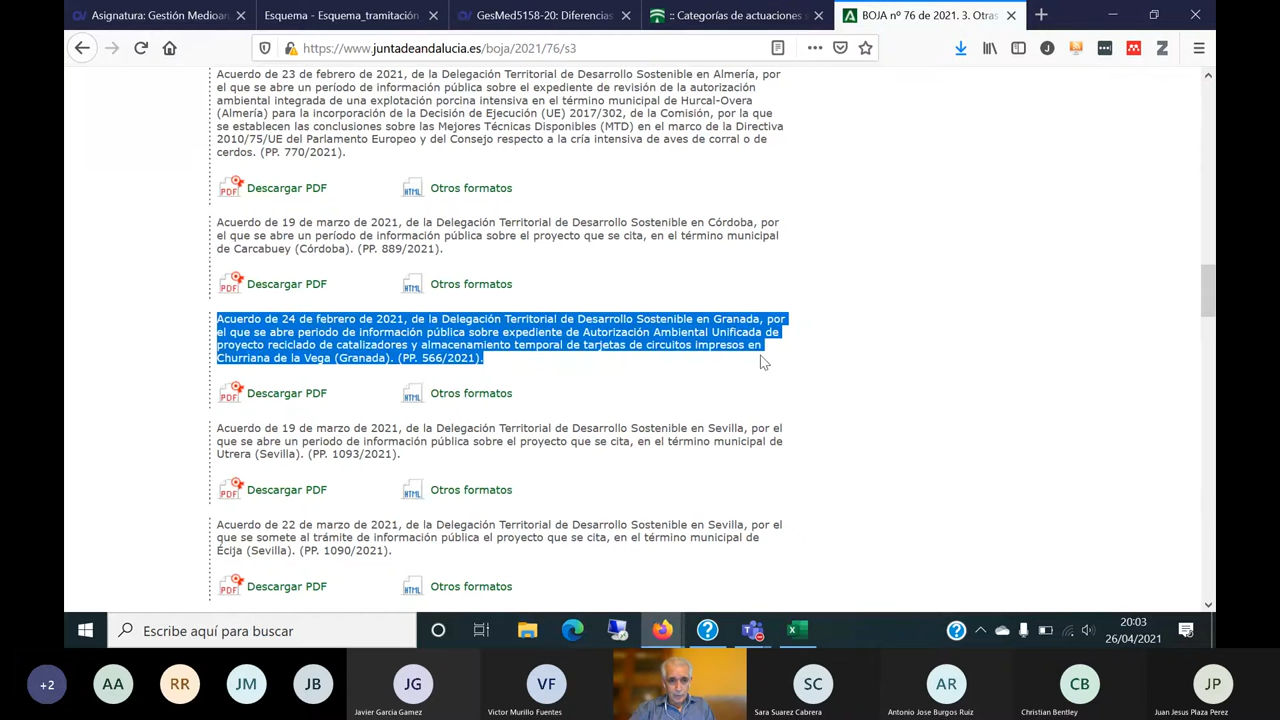 Asignatura: Gestión Medioan
Esquema - Esquema_tramitación
GesMed5158-20: Diferencias
:: Categorías de actuaciones e
BOJA nº 76 de 2021. 3. Otras
https://www.juntadeandalucia.es/boja/2021/76/s3
Acuerdo de 23 de febrero de 2021, de la Delegación Territorial de Desarrollo Sostenible en Almería, por
el que se abre un período de información pública sobre el expediente de revisión de la autorización
ambiental integrada de una explotación porcina intensiva en el término municipal de Hurcal-Overa
(Almería) para la incorporación de la Decisión de Ejecución (UE) 2017/302, de la Comisión, por la que
se establecen las conclusiones sobre las Mejores Técnicas Disponibles (MTD) en el marco de la Directiva
2010/75/UE del Parlamento Europeo y del Consejo respecto a la cría intensiva de aves de corral o de
cerdos. (PP. 770/2021).
PDF Descargar PDF HTML Otros formatos
Acuerdo de 19 de marzo de 2021, de la Delegación Territorial de Desarrollo Sostenible en Córdoba, por
el que se abre un período de información pública sobre el proyecto que se cita, en el término municipal
de Carcabuey (Córdoba). (PP. 889/2021).
PDF Descargar PDF HTML Otros formatos
Acuerdo de 24 de febrero de 2021, de la Delegación Territorial de Desarrollo Sostenible en Granada, por
el que se abre periodo de información pública sobre expediente de Autorización Ambiental Unificada de
proyecto reciclado de catalizadores y almacenamiento temporal de tarjetas de circuitos impresos en
Churriana de la Vega (Granada). (PP. 566/2021).
PDF Descargar PDF HTML Otros formatos
Acuerdo de 19 de marzo de 2021, de la Delegación Territorial de Desarrollo Sostenible en Sevilla, por el
que se abre un periodo de información pública sobre el proyecto que se cita, en el término municipal de
Utrera (Sevilla). (PP. 1093/2021).
PDF Descargar PDF HTML Otros formatos
Acuerdo de 22 de marzo de 2021, de la Delegación Territorial de Desarrollo Sostenible en Sevilla, por el
que se somete al trámite de información pública el proyecto que se cita, en el término municipal de
Écija (Sevilla). (PP. 1090/2021).
PDF Descargar PDF HTML Otros formatos
Escribe aquí para buscar
20:03
26/04/2021
+2 AA RR JM JB JG VF SC AR CB JP
Javier Garcia Gamez
Victor Murillo Fuentes
Sara Suarez Cabrera
Antonio Jose Burgos Ruiz
Christian Bentley
Juan Jesus Plaza Perez